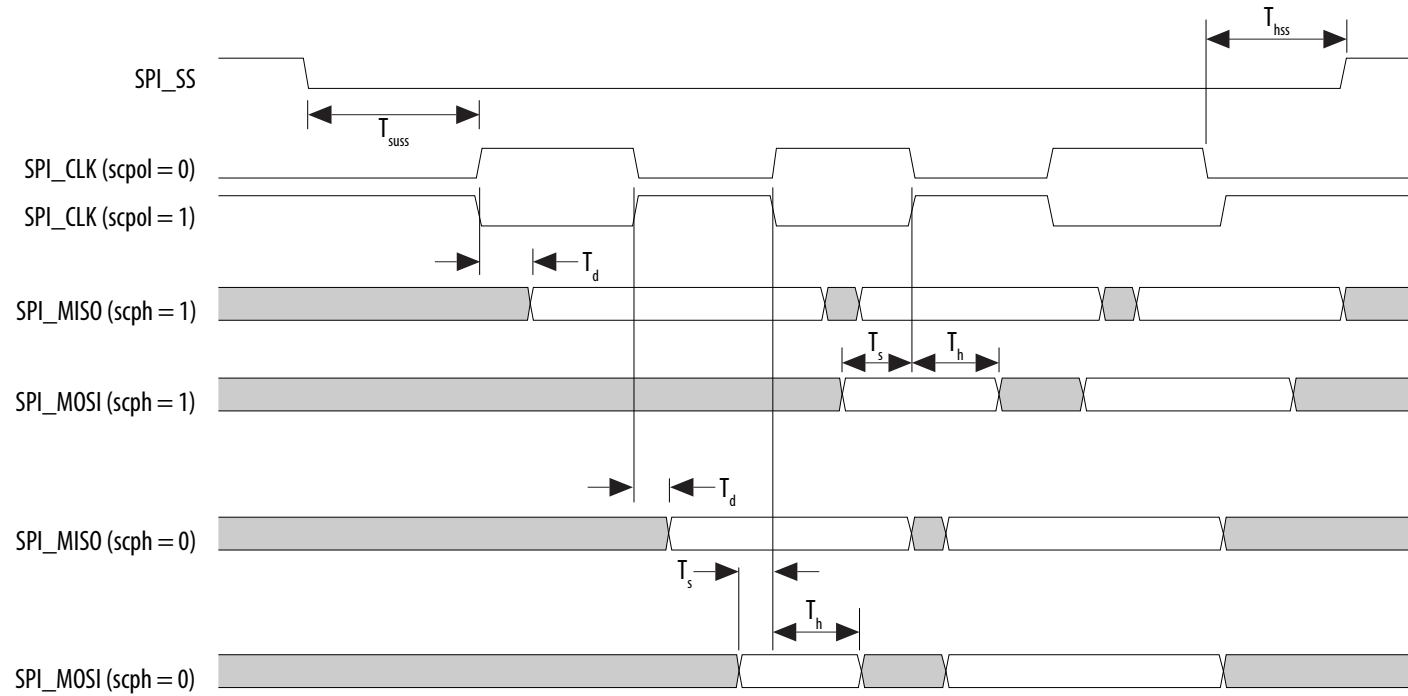 T_hss
SPI_SS
T_suss
SPI_CLK (scpol = 0)
SPI_CLK (scpol = 1)
T_d
SPI_MISO (scph = 1)
T_s T_h
SPI_MOSI (scph = 1)
T_d
SPI_MISO (scph = 0)
T_s
T_h
SPI_MOSI (scph = 0)